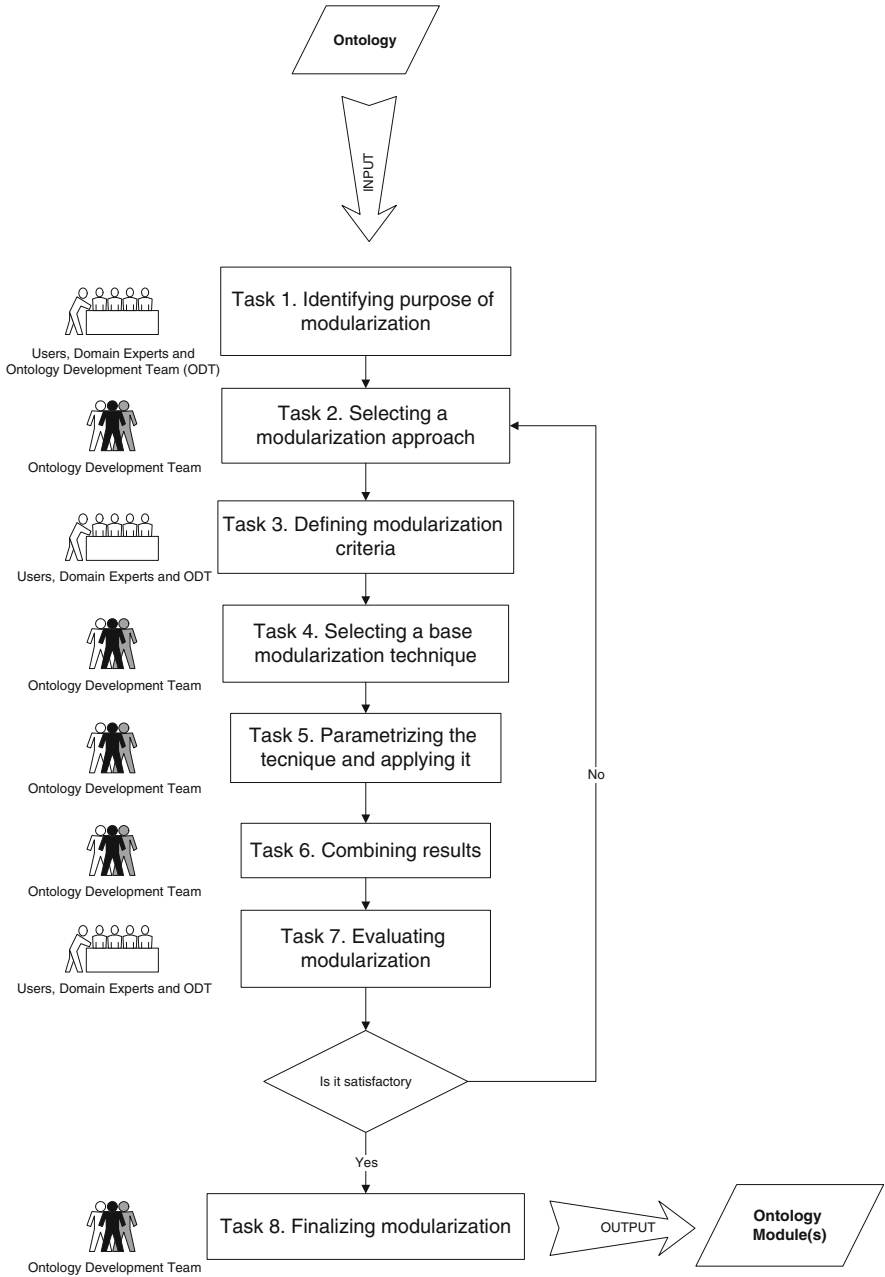 Ontology
INPUT
Task 1. Identifying purpose of
modularization
Users, Domain Experts and
Ontology Development Team (ODT)
Task 2. Selecting a
modularization approach
Ontology Development Team
Task 3. Defining modularization
criteria
Users, Domain Experts and ODT
Task 4. Selecting a base
modularization technique
Ontology Development Team
Task 5. Parametrizing the
tecnique and applying it
Ontology Development Team
No
Task 6. Combining results
Ontology Development Team
Task 7. Evaluating
modularization
Users, Domain Experts and ODT
Is it satisfactory
Yes
Task 8. Finalizing modularization
Ontology Development Team
OUTPUT
Ontology
Module(s)